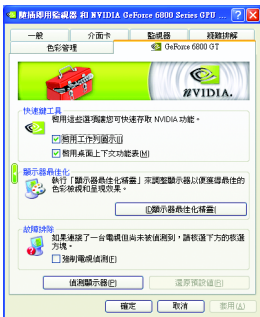 隨插即用監視器 和 NVIDIA GeForce 6800 Series GPU ...
一般
介面卡
監視器
疑難排解
色彩管理
GeForce 6800 GT
nVIDIA.
快速鍵工具
啟用這些選項讓您可快速存取 NVIDIA 功能。
啟用工作列圖示(I)
啟用桌面上下文功能表(M)
顯示器最佳化
執行「顯示器最佳化精靈」來調整顯示器以便獲得最佳的
色彩檢視和呈現效果。
(D)顯示器最佳化精靈(
故障排除
如果連接了一台電視但尚未被偵測到，請核選下方的核選
方塊。
強制電視偵測(F)
偵測顯示器(P)
還原預設值(R)
確定
取消
套用(A)